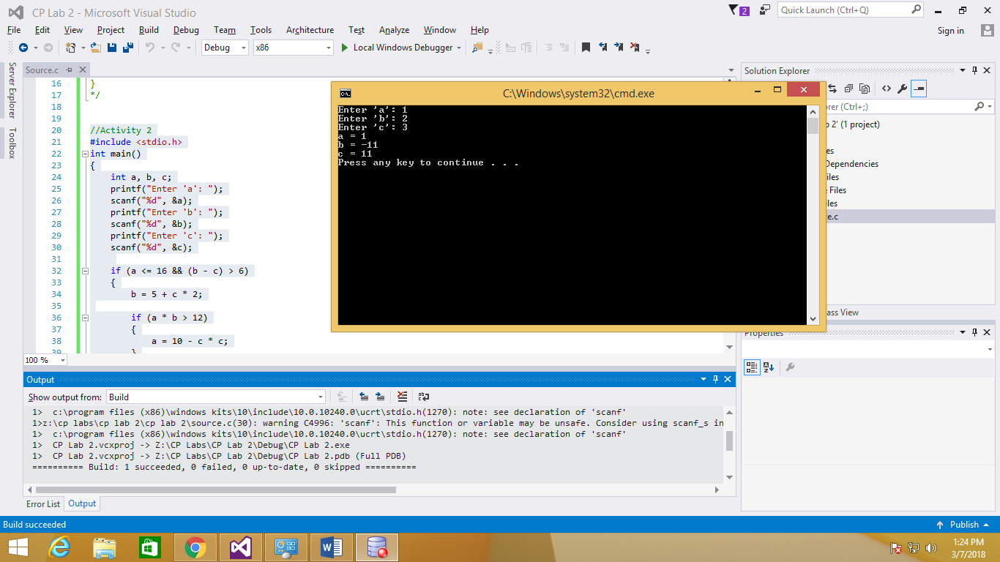 CP Lab 2 - Microsoft Visual Studio
2
Quick Launch (Ctrl+Q)
File Edit View Project Build Debug Team Tools Architecture Test Analyze Window Help
Sign in
Debug x86 Local Windows Debugger
Server Explorer
Toolbox
Source.c
16 }
17 */
18
19
20 //Activity 2
21 #include <stdio.h>
22 int main()
23 {
24 int a, b, c;
25 printf("Enter 'a': ");
26 scanf("%d", &a);
27 printf("Enter 'b': ");
28 scanf("%d", &b);
29 printf("Enter 'c': ");
30 scanf("%d", &c);
31
32 if (a <= 16 && (b - c) > 6)
33 {
34 b = 5 + c * 2;
35
36 if (a * b > 12)
37 {
38 a = 10 - c * c;
39 }
100 %
C:\Windows\system32\cmd.exe
Enter 'a': 1
Enter 'b': 2
Enter 'c': 3
a = 1
b = -11
c = 11
Press any key to continue . . .
Solution Explorer
rer (Ctrl+;)
2' (1 project)
es
Dependencies
iles
Files
iles
e.c
ass View
Properties
Output
Show output from: Build
1> c:\program files (x86)\windows kits\10\include\10.0.10240.0\ucrt\stdio.h(1270): note: see declaration of 'scanf'
1>z:\cp labs\cp lab 2\cp lab 2\source.c(30): warning C4996: 'scanf': This function or variable may be unsafe. Consider using scanf_s in
1> c:\program files (x86)\windows kits\10\include\10.0.10240.0\ucrt\stdio.h(1270): note: see declaration of 'scanf'
1> CP Lab 2.vcxproj -> Z:\CP Labs\CP Lab 2\Debug\CP Lab 2.exe
1> CP Lab 2.vcxproj -> Z:\CP Labs\CP Lab 2\Debug\CP Lab 2.pdb (Full PDB)
========== Build: 1 succeeded, 0 failed, 0 up-to-date, 0 skipped ==========
Error List Output
Build succeeded
Publish
1:24 PM
3/7/2018